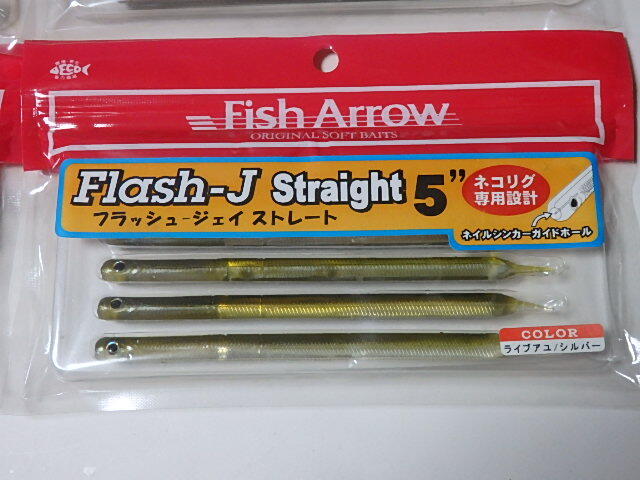 ECO
Fish Arrow
ORIGINAL SOFT BAITS
Flash-J Straight 5”
フラッシュ-ジェイ ストレート
ネコリグ
専用設計
ネイルシンカーガイドホール
COLOR
ライブアユ/シルバー